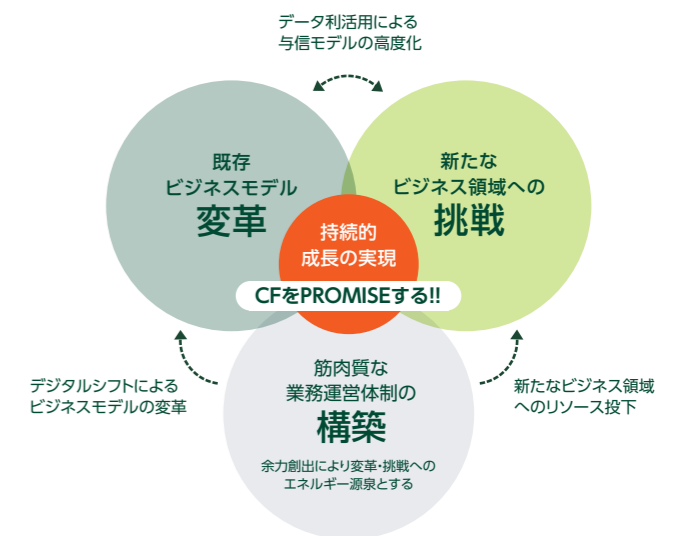 データ利活用による
与信モデルの高度化
既存
ビジネスモデル
変革
新たな
ビジネス領域への
挑戦
持続的
成長の実現
CFをPROMISEする!!
筋肉質な
業務運営体制の
構築
余力創出により変革・挑戦への
エネルギー源泉とする
デジタルシフトによる
ビジネスモデルの変革
新たなビジネス領域
へのリソース投下